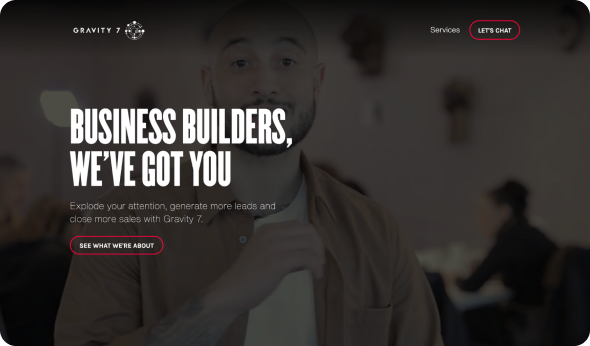 GRAVITY 7
Services
LET'S CHAT
BUSINESS BUILDERS,
WE'VE GOT YOU
Explode your attention, generate more leads and
close more sales with Gravity 7.
SEE WHAT WE'RE ABOUT